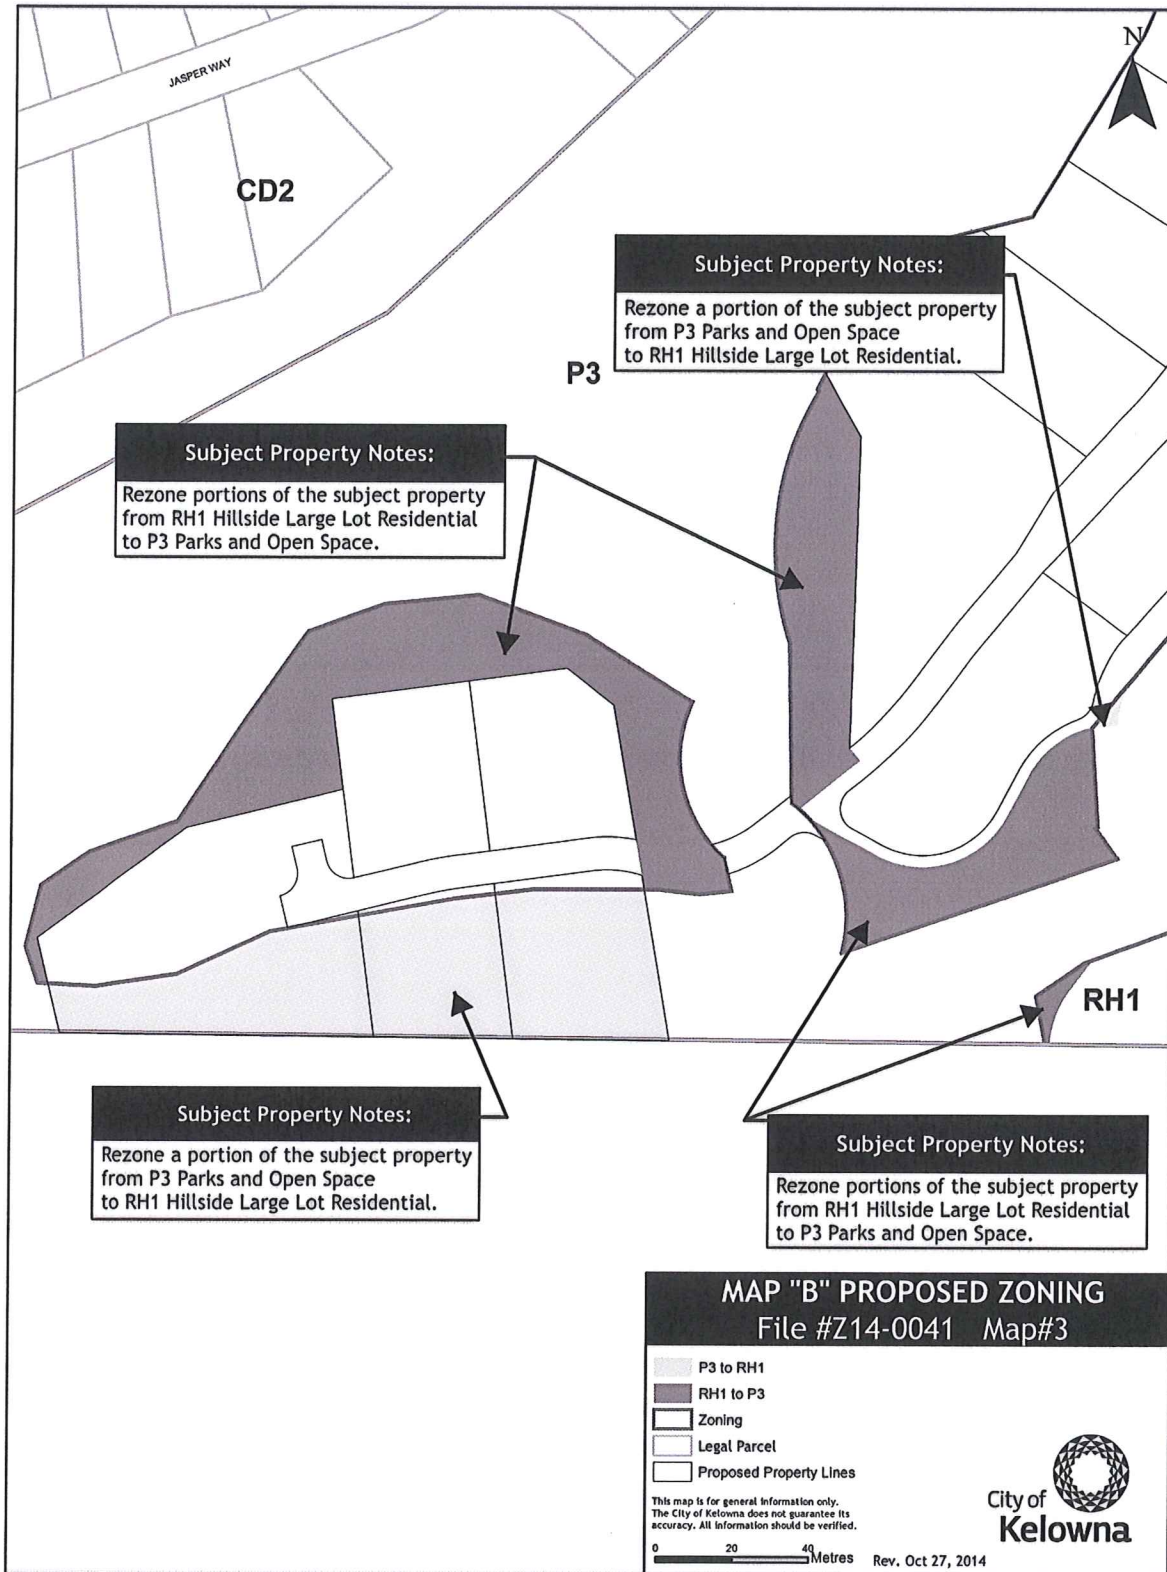 JASPER WAY
N
CD2
Subject Property Notes:
Rezone a portion of the subject property
from P3 Parks and Open Space
to RH1 Hillside Large Lot Residential.
P3
Subject Property Notes:
Rezone portions of the subject property
from RH1 Hillside Large Lot Residential
to P3 Parks and Open Space.
RH1
Subject Property Notes:
Rezone a portion of the subject property
from P3 Parks and Open Space
to RH1 Hillside Large Lot Residential.
Subject Property Notes:
Rezone portions of the subject property
from RH1 Hillside Large Lot Residential
to P3 Parks and Open Space.
MAP "B" PROPOSED ZONING
File #Z14-0041 Map#3
P3 to RH1
RH1 to P3
Zoning
Legal Parcel
Proposed Property Lines
This map is for general information only.
The City of Kelowna does not guarantee its
accuracy. All information should be verified.
0 20 40 Metres
Rev. Oct 27, 2014
City of
Kelowna